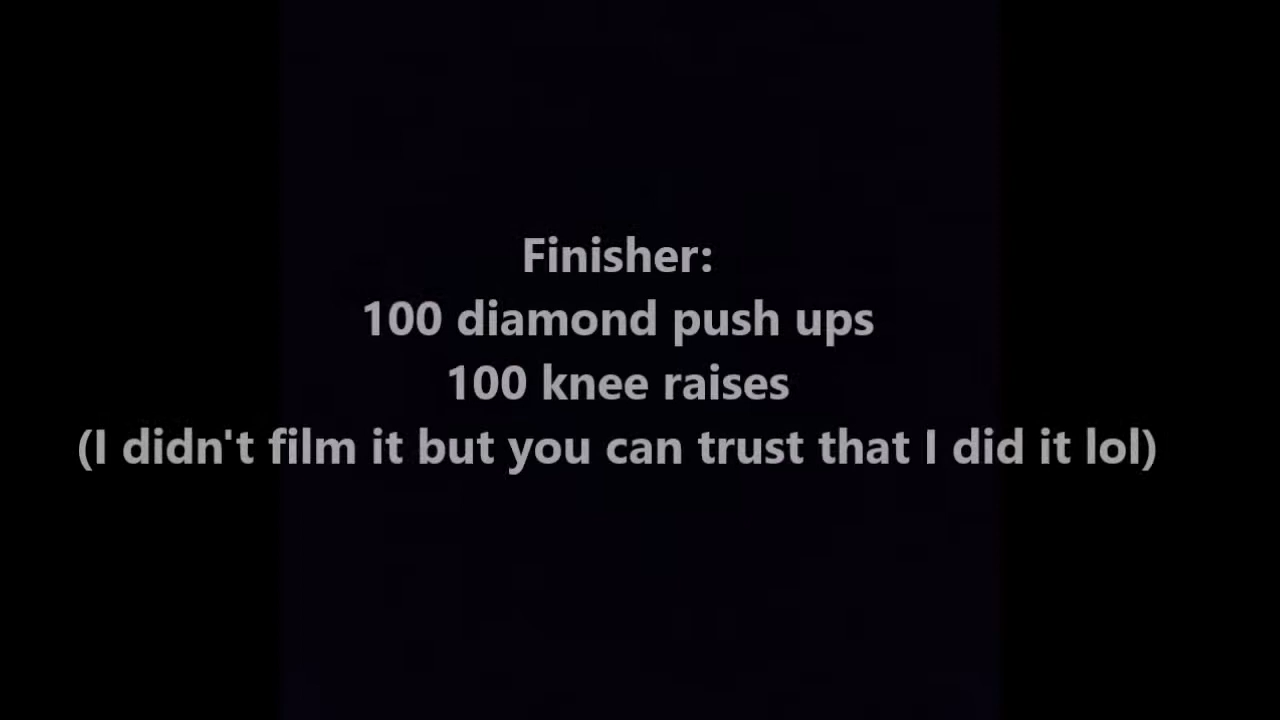 Finisher:
100 diamond push ups
100 knee raises
(I didn't film it but you can trust that I did it lol)